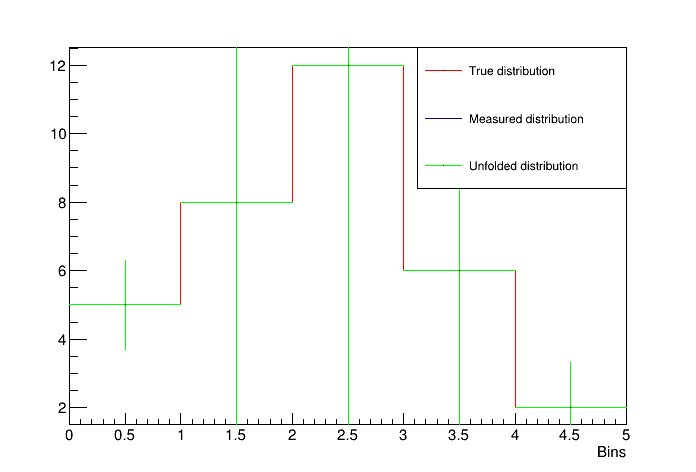 12
10
8
6
4
2
0 0.5 1 1.5 2 2.5 3 3.5 4 4.5 5
Bins
True distribution
Measured distribution
Unfolded distribution